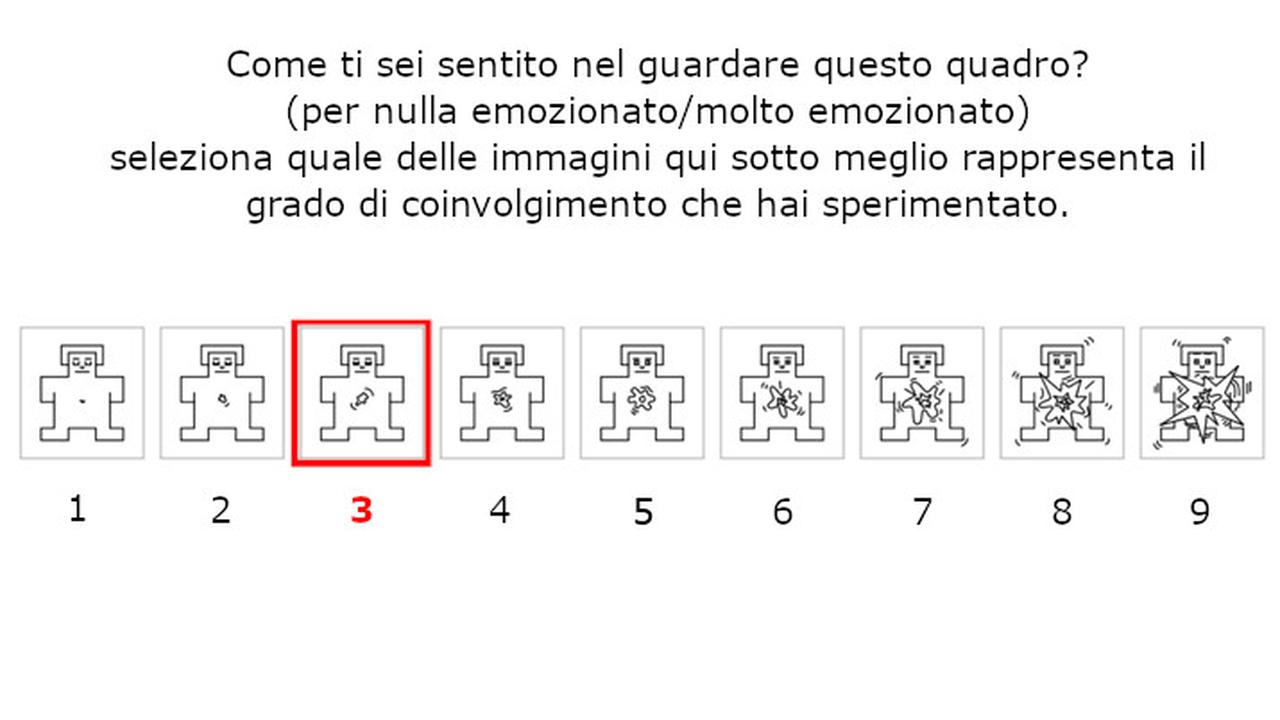 Come ti sei sentito nel guardare questo quadro?
(per nulla emozionato/molto emozionato)
seleziona quale delle immagini qui sotto meglio rappresenta il
grado di coinvolgimento che hai sperimentato.
1 2 3 4 5 6 7 8 9